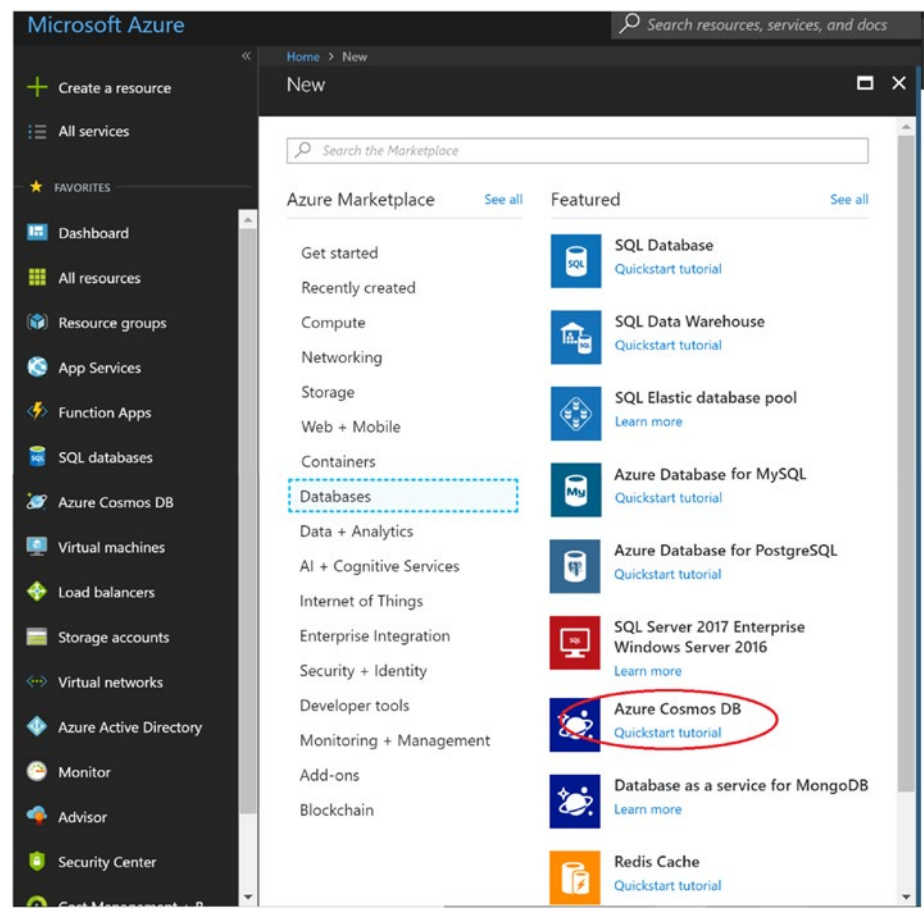 Microsoft Azure
Search resources, services, and docs
«
Create a resource
All services
FAVORITES
Dashboard
All resources
Resource groups
App Services
Function Apps
SQL databases
Azure Cosmos DB
Virtual machines
Load balancers
Storage accounts
Virtual networks
Azure Active Directory
Monitor
Advisor
Security Center
Home > New
New
Search the Marketplace
Azure Marketplace
See all
Get started
Recently created
Compute
Networking
Storage
Web + Mobile
Containers
Databases
Data + Analytics
AI + Cognitive Services
Internet of Things
Enterprise Integration
Security + Identity
Developer tools
Monitoring + Management
Add-ons
Blockchain
Featured
See all
SQL
SQL Database
Quickstart tutorial
SQL Data Warehouse
Quickstart tutorial
SQL Elastic database pool
Learn more
My
Azure Database for MySQL
Quickstart tutorial
Azure Database for PostgreSQL
Quickstart tutorial
SQL
SQL Server 2017 Enterprise
Windows Server 2016
Learn more
Azure Cosmos DB
Quickstart tutorial
Database as a service for MongoDB
Learn more
Redis Cache
Quickstart tutorial